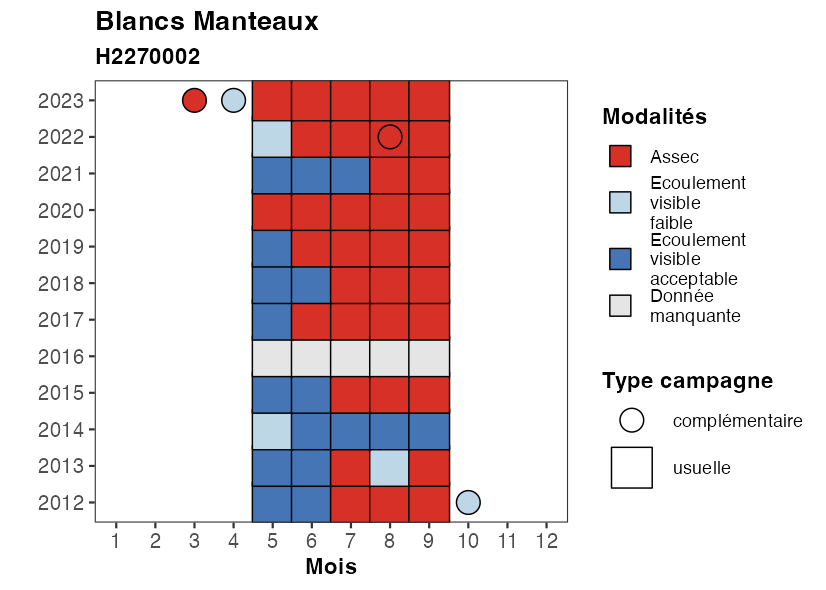 Blancs Manteaux
H2270002
2023
2022
2021
2020
2019
2018
2017
2016
2015
2014
2013
2012
1 2 3 4 5 6 7 8 9 10 11 12
Mois
Modalités
Assec
Ecoulement
visible
faible
Ecoulement
visible
acceptable
Donnée
manquante
Type campagne
complémentaire
usuelle